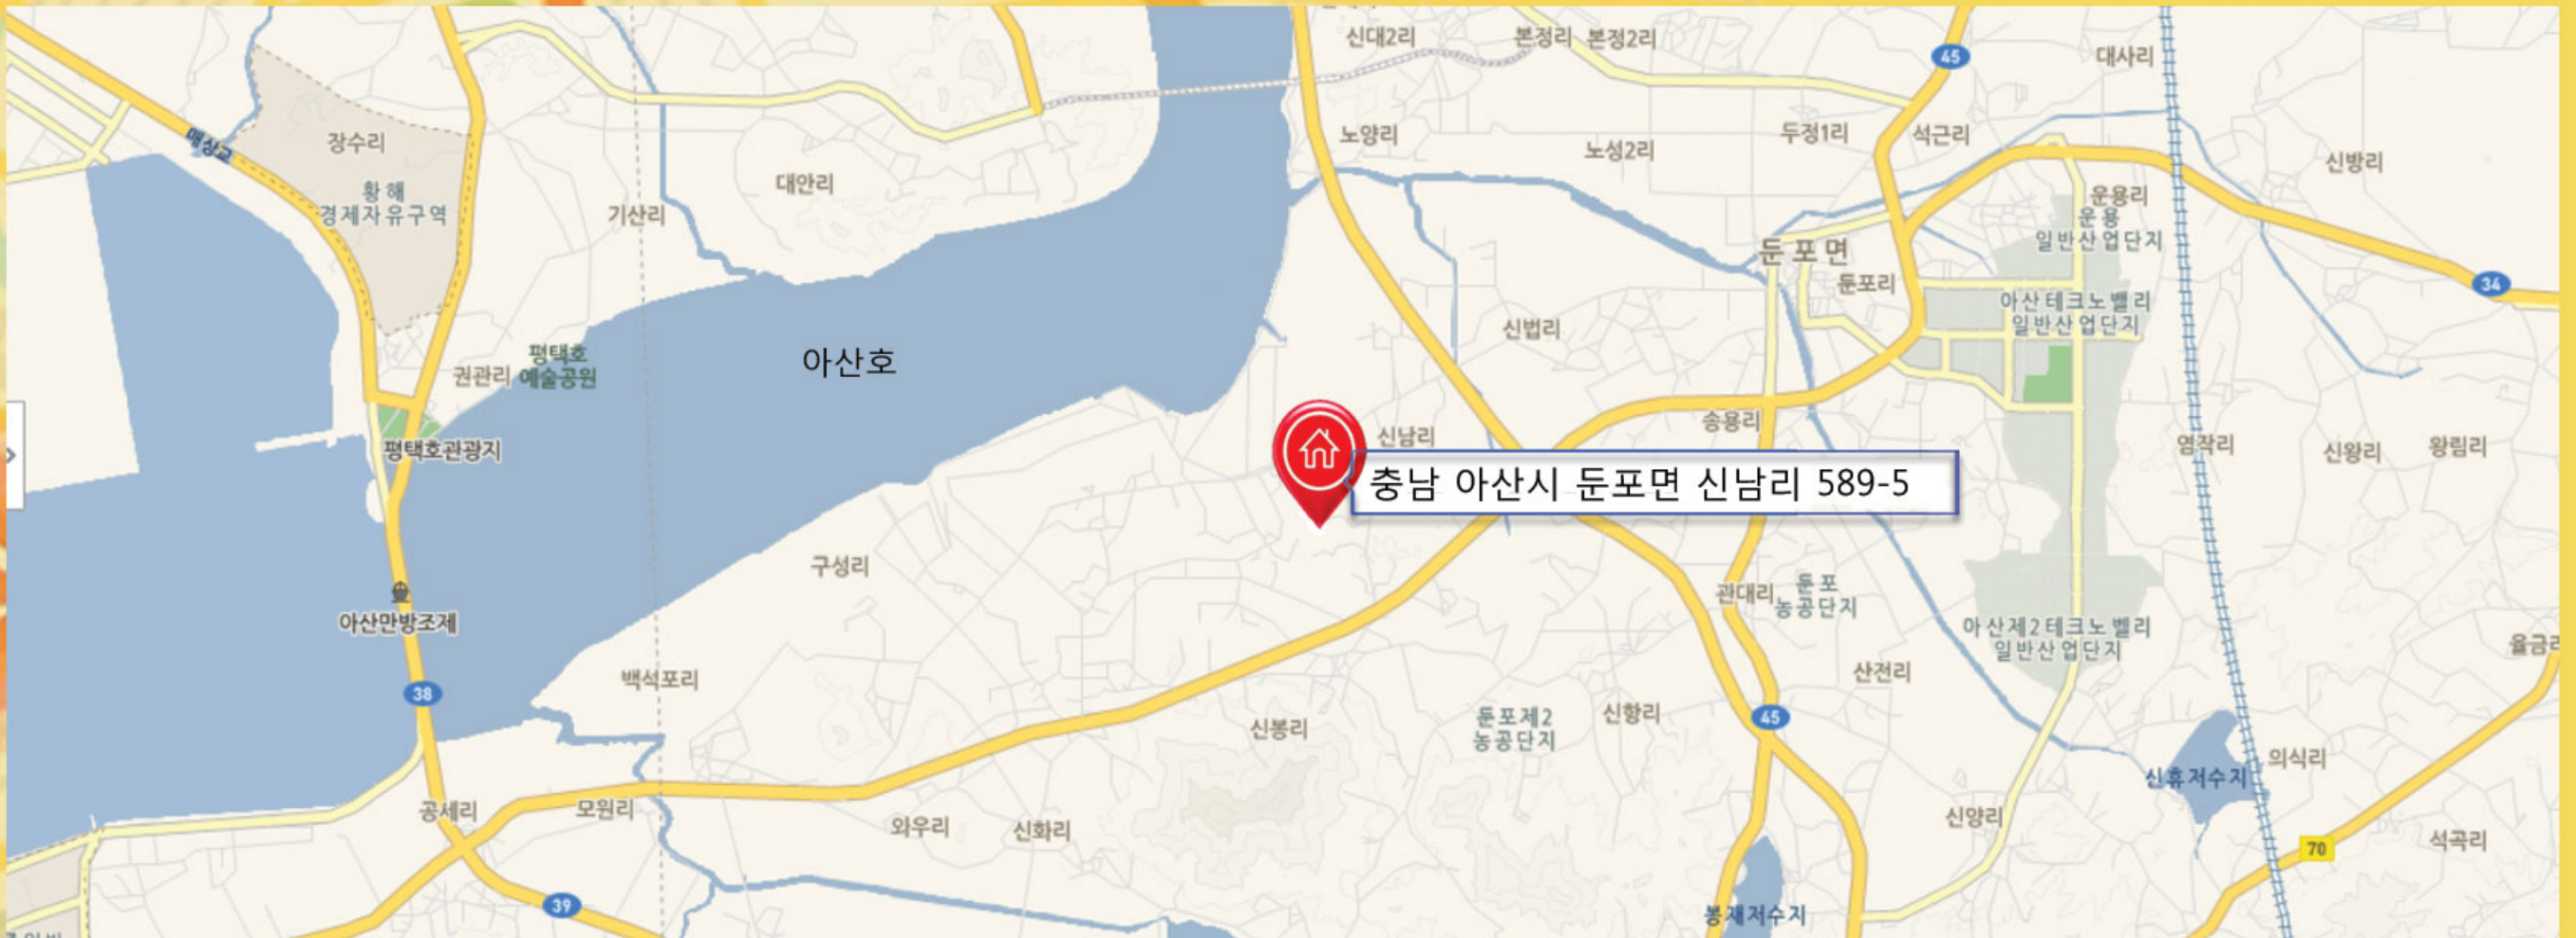 신대2리
본정리
본정2리
45
대사리
매상교
장수리
노양리
노성2리
두정1리
석근리
신방리
황해
경제자유구역
기산리
대안리
운용리
운용
일반산업단지
둔포면
둔포리
34
아산테크노밸리
일반산업단지
신법리
아산호
평택호
예술공원
권관리
평택호관광지
신남리
송용리
염작리
신왕리
왕림리
충남 아산시 둔포면 신남리 589-5
구성리
관대리
둔포
농공단지
아산만방조제
아산제2테크노벨리
일반산업단지
백석포리
산전리
38
신봉리
둔포제2
농공단지
신항리
45
의식리
신휴저수지
공세리
모원리
와우리
신화리
신양리
70
석곡리
39
봉재저수지